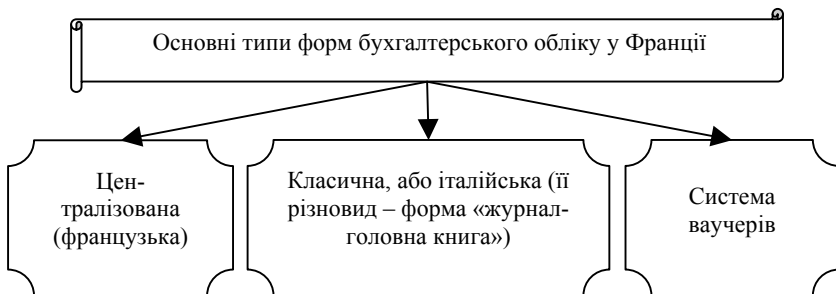 Основні типи форм бухгалтерського обліку у Франції
Цен-
тралізована
(французька)
Класична, або італійська (її
різновид – форма «журнал-
головна книга»)
Система
ваучерів